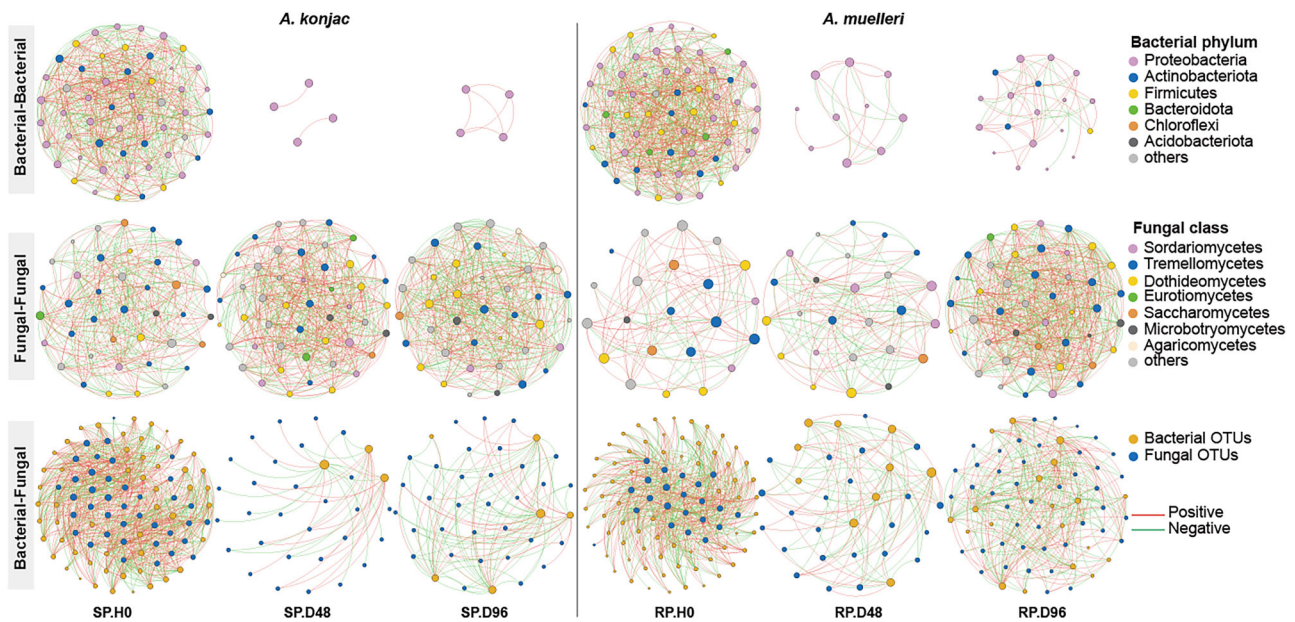 A. konjac
A. muelleri
Bacterial-Bacterial
Bacterial phylum
Proteobacteria
Actinobacteriota
Firmicutes
Bacteroidota
Chloroflexi
Acidobacteriota
others
Fungal-Fungal
Fungal class
Sordariomycetes
Tremellomycetes
Dothideomycetes
Eurotiomycetes
Saccharomycetes
Microbotryomycetes
Agaricomycetes
others
Bacterial-Fungal
Bacterial OTUs
Fungal OTUs
Positive
Negative
SP.H0
SP.D48
SP.D96
RP.H0
RP.D48
RP.D96